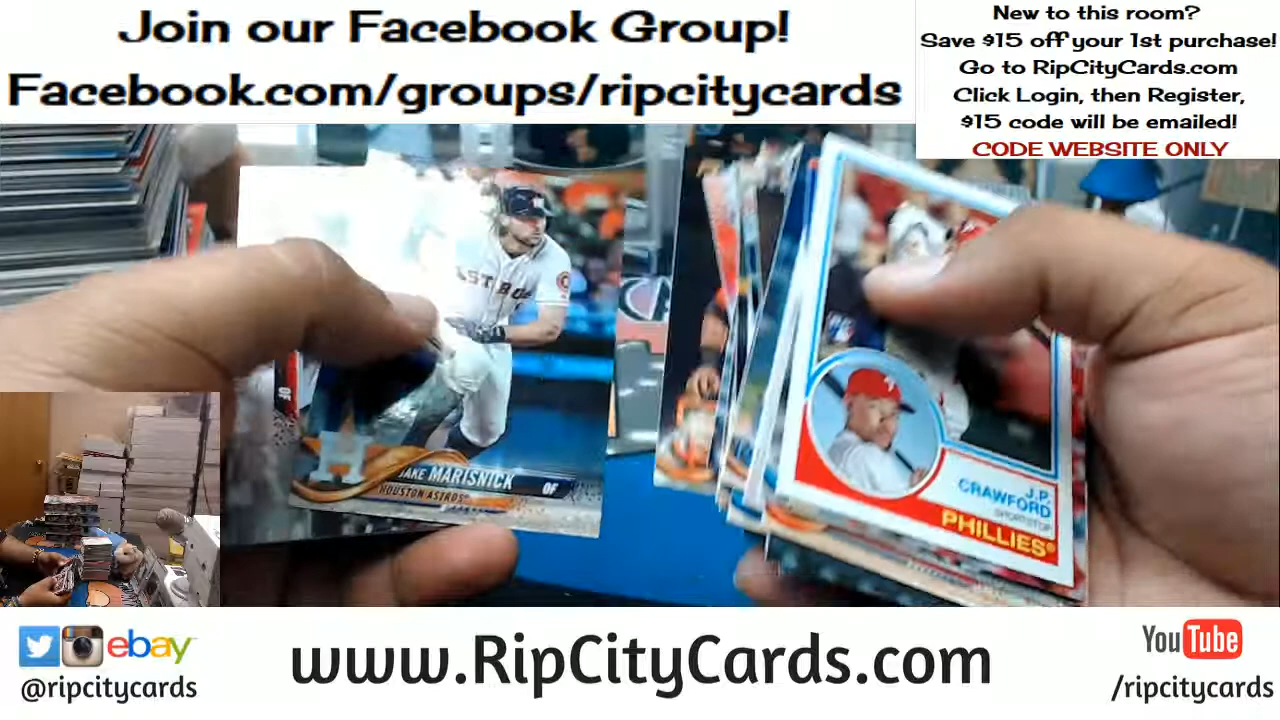 Join our Facebook Group!
Facebook.com/groups/ripcitycards
New to this room?
Save $15 off your 1st purchase!
Go to RipCityCards.com
Click Login, then Register,
$15 code will be emailed!
CODE WEBSITE ONLY
JAKE MARISNICK OF
HOUSTON ASTROS
J.P.
CRAWFORD
SHORTSTOP
PHILLIES
ebay
@ripcitycards
www.RipCityCards.com
YouTube
/ripcitycards